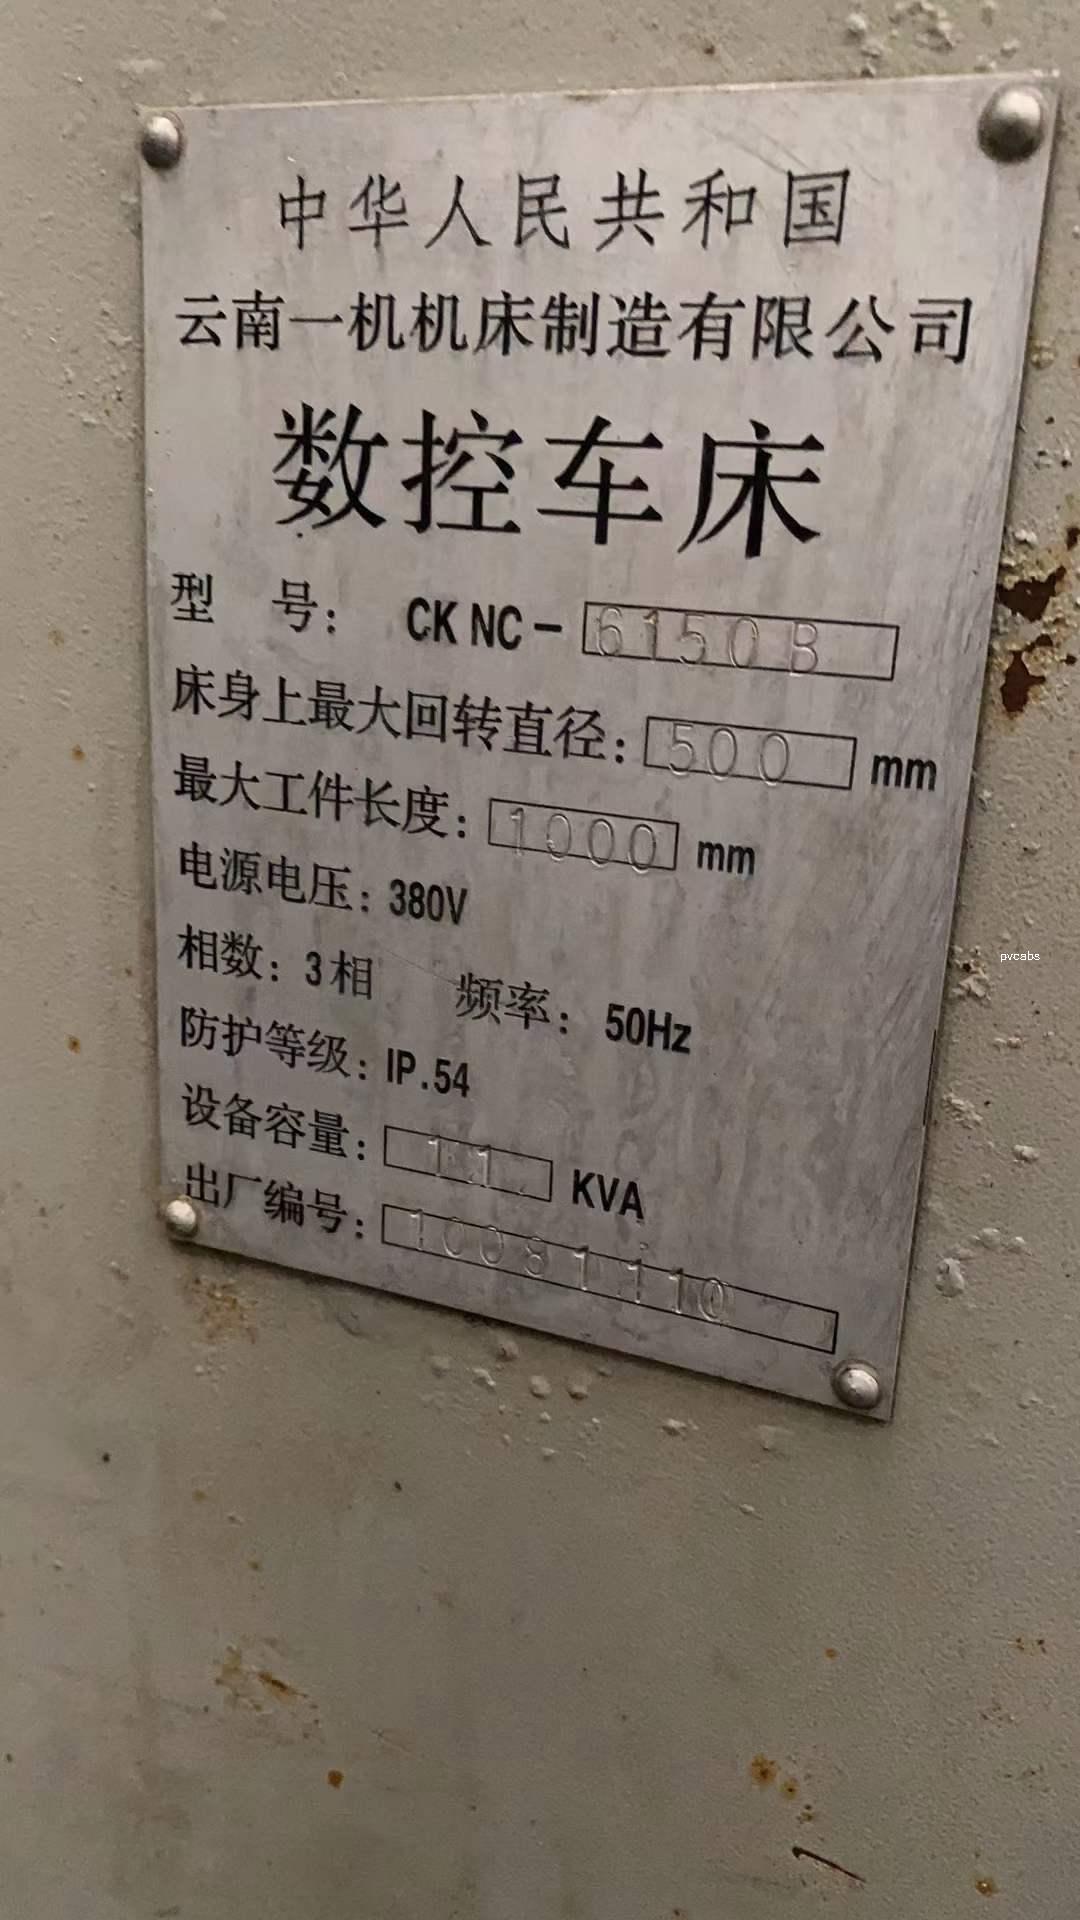 中华人民共和国
云南一机机床制造有限公司
数控车床
型 号： CK NC－6150B
床身上最大回转直径：500 mm
最大工件长度：1000 mm
电源电压：380V
相数：3相 频率：50Hz
防护等级：IP.54
设备容量：11 KVA
出厂编号：10081110
pvcabs